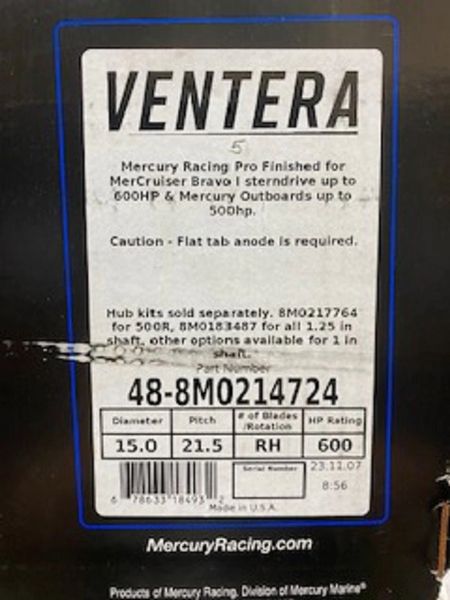 VENTERA
5
Mercury Racing Pro Finished for
MerCruiser Bravo I sterndrive up to
600HP & Mercury Outboards up to
500hp.
Caution - Flat tab anode is required.
Hub kits sold separately. 8M0217764
for 500R, 8M0183487 for all 1.25 in
shaft, other options available for 1 in
shaft.
Part Number
48-8M0214724
Diameter Pitch # of Blades /Rotation HP Rating
15.0 21.5 RH 600
Serial Number 23.11.07
8:56
6 78633 18493 2
Made in U.S.A.
MercuryRacing.com
Products of Mercury Racing, Division of Mercury Marine®